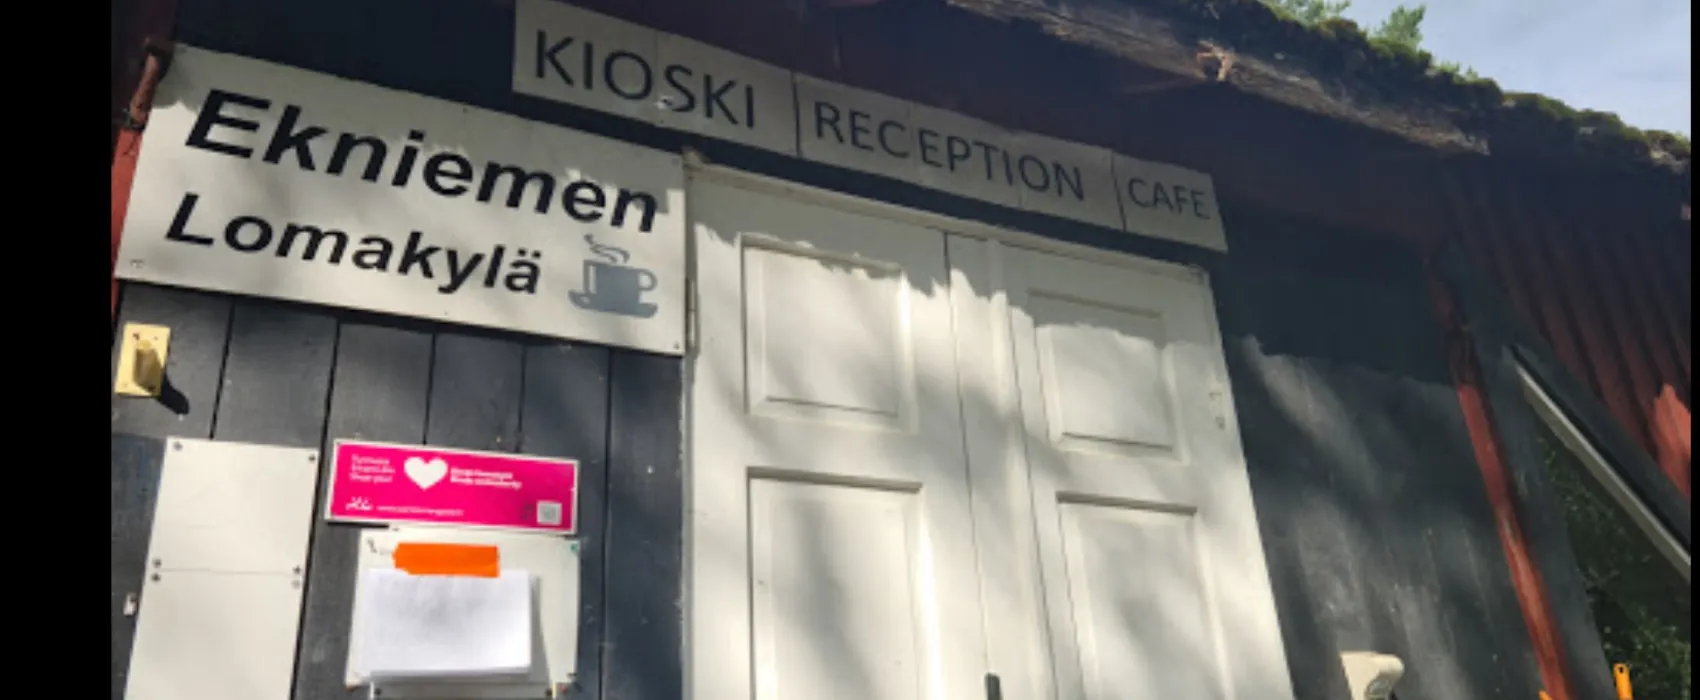 KIOSKI RECEPTION CAFE
Ekniemen
Lomakylä